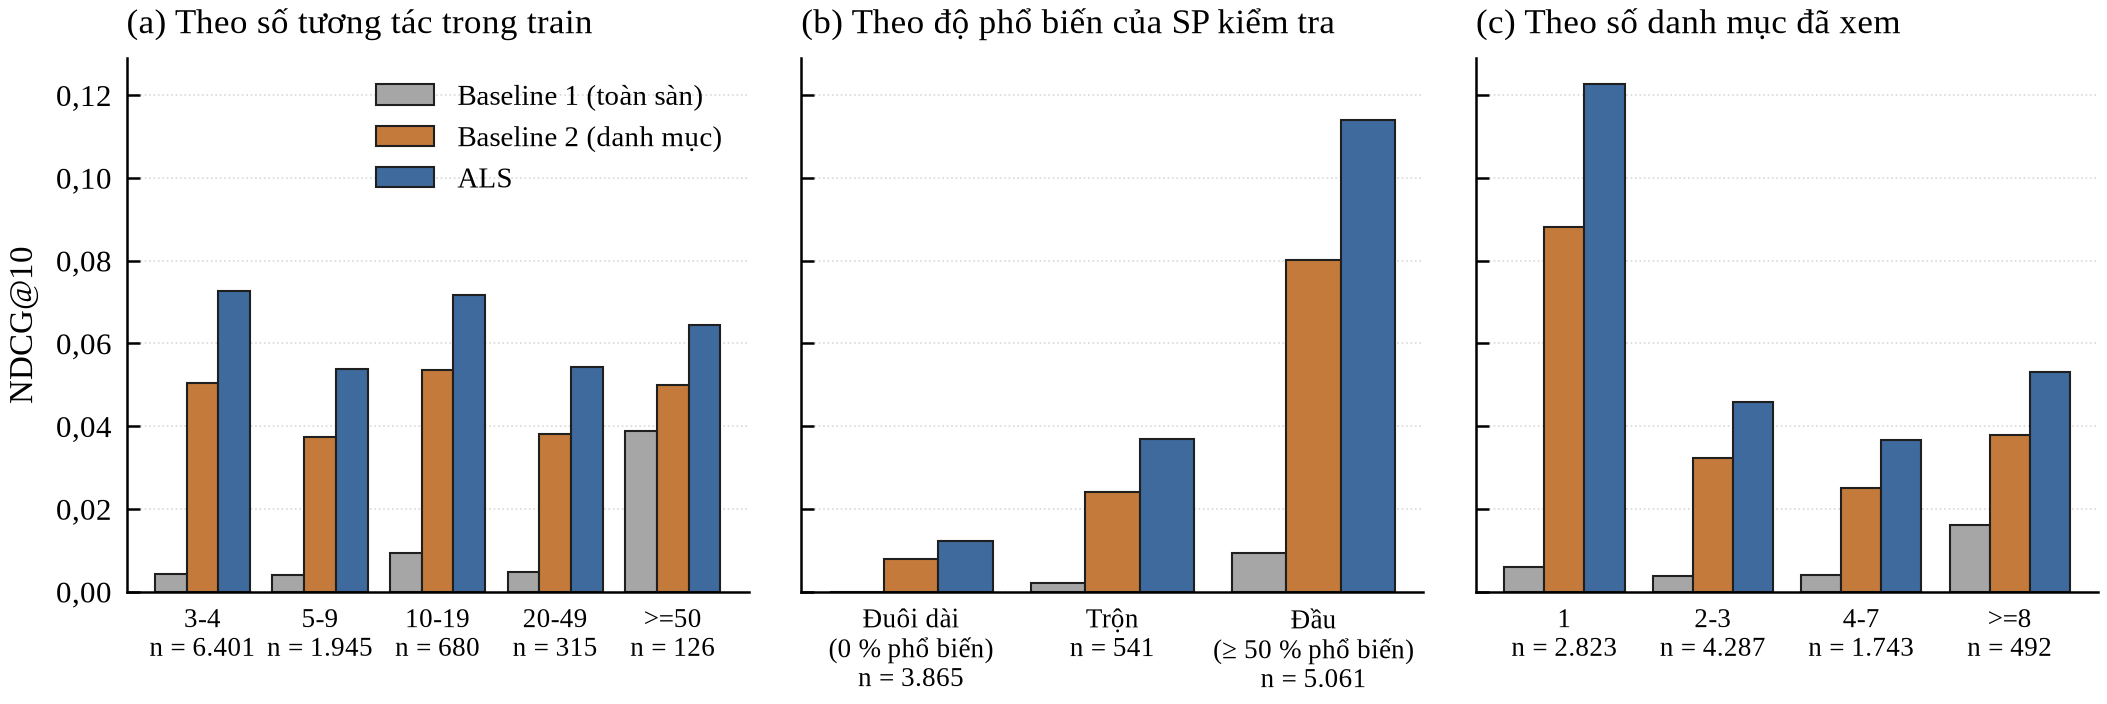 (a) Theo số tương tác trong train
(b) Theo độ phổ biến của SP kiểm tra
(c) Theo số danh mục đã xem
NDCG@10
0,12
0,10
0,08
0,06
0,04
0,02
0,00
Baseline 1 (toàn sàn)
Baseline 2 (danh mục)
ALS
3-4
n = 6.401
5-9
n = 1.945
10-19
n = 680
20-49
n = 315
>=50
n = 126
Đuôi dài
(0 % phổ biến)
n = 3.865
Trộn
n = 541
Đầu
(≥ 50 % phổ biến)
n = 5.061
1
n = 2.823
2-3
n = 4.287
4-7
n = 1.743
>=8
n = 492